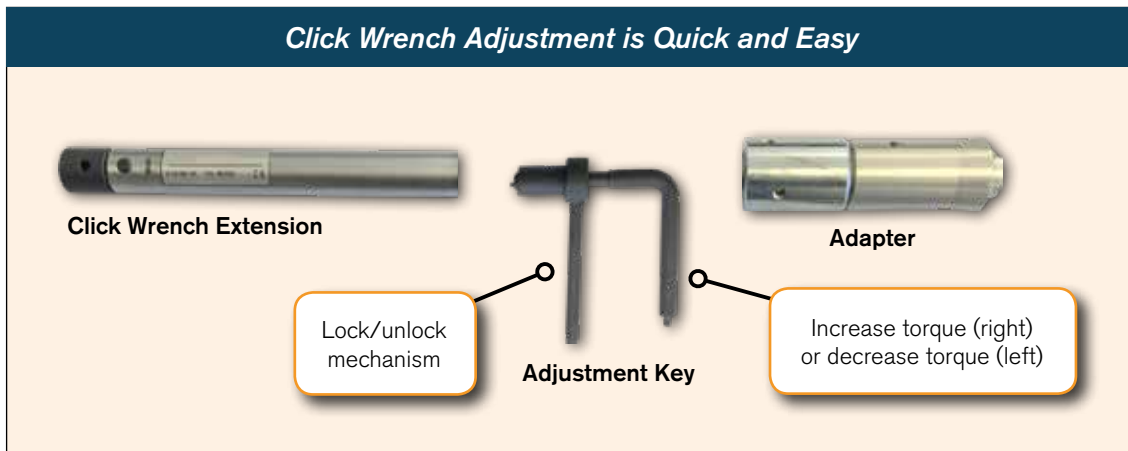 Click Wrench Adjustment is Quick and Easy
Click Wrench Extension
Adapter
Lock/unlock
mechanism
Increase torque (right)
or decrease torque (left)
Adjustment Key